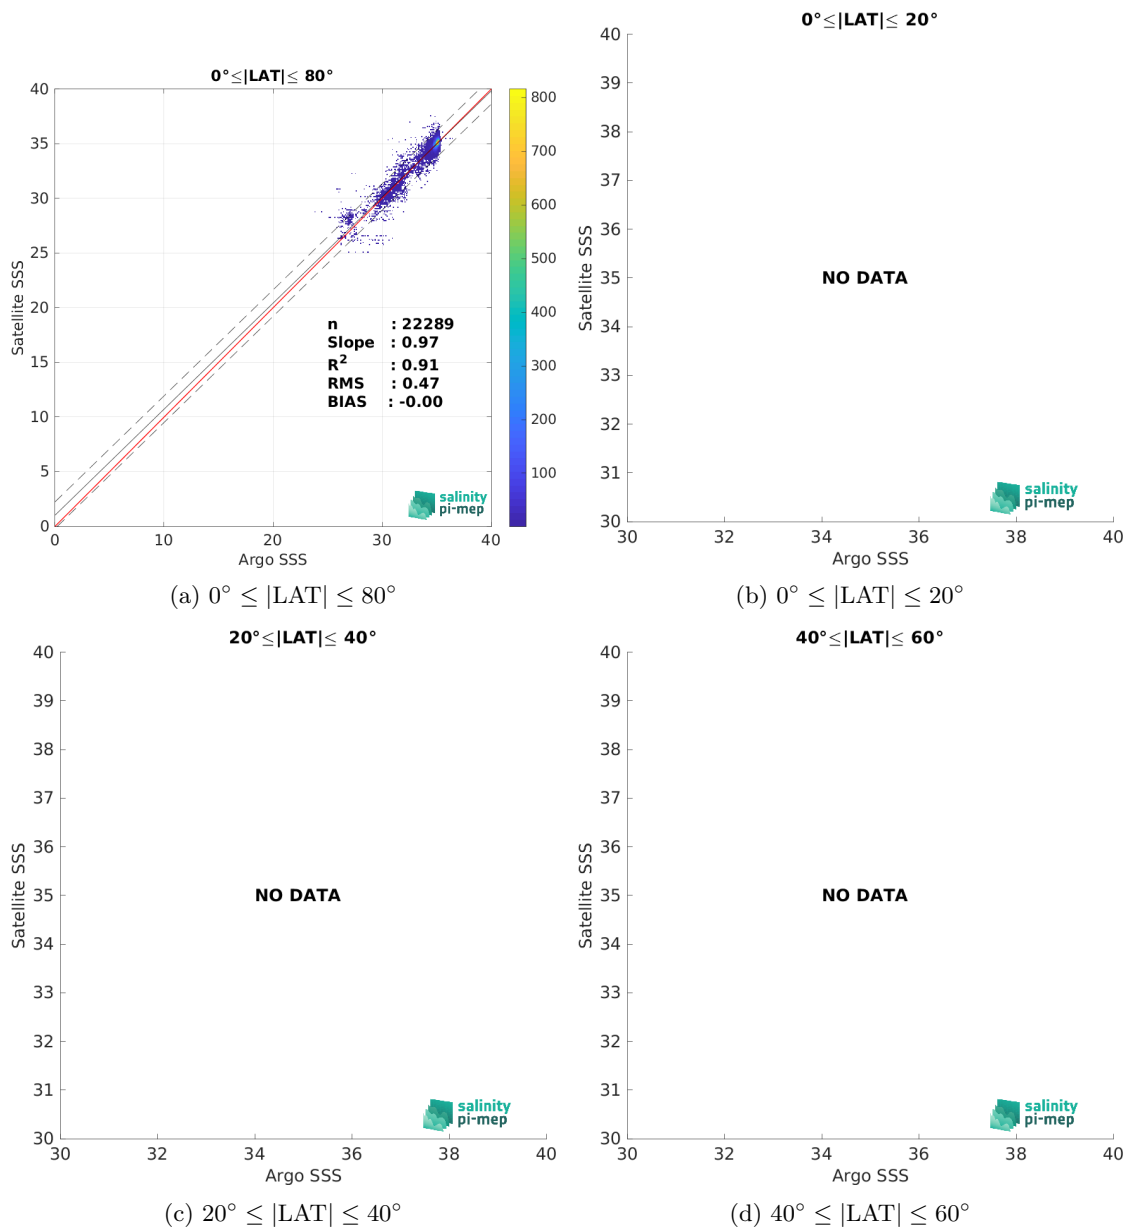 0°≤|LAT|≤ 80°
40
35
30
25
20
15
10
5
0
Satellite SSS
0
10
20
30
40
Argo SSS
800
700
600
500
400
300
200
100
n : 22289
Slope : 0.97
R² : 0.91
RMS : 0.47
BIAS : -0.00
salinity
pi-mep
(a) 0° ≤ |LAT| ≤ 80°
0°≤|LAT|≤ 20°
40
39
38
37
36
35
34
33
32
31
30
Satellite SSS
NO DATA
salinity
pi-mep
30
32
34
36
38
40
Argo SSS
(b) 0° ≤ |LAT| ≤ 20°
20°≤|LAT|≤ 40°
40
39
38
37
36
35
34
33
32
31
30
Satellite SSS
NO DATA
salinity
pi-mep
30
32
34
36
38
40
Argo SSS
(c) 20° ≤ |LAT| ≤ 40°
40°≤|LAT|≤ 60°
40
39
38
37
36
35
34
33
32
31
30
Satellite SSS
NO DATA
salinity
pi-mep
30
32
34
36
38
40
Argo SSS
(d) 40° ≤ |LAT| ≤ 60°